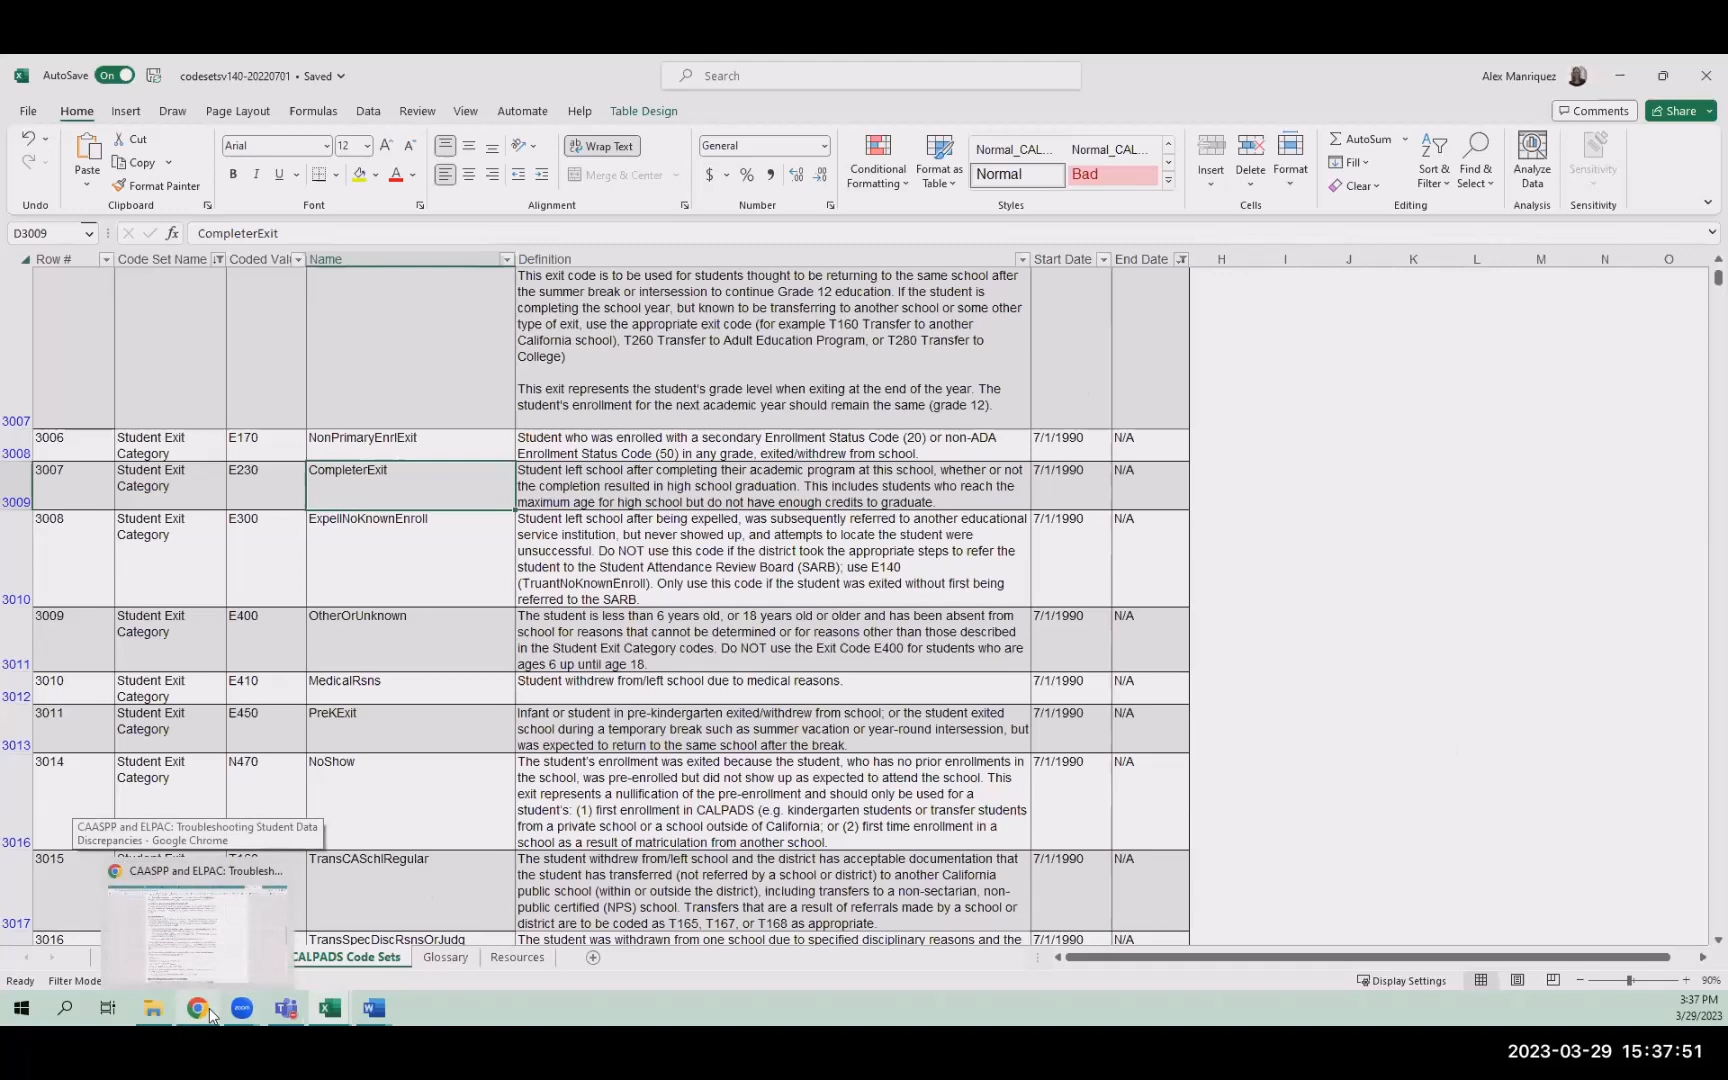 AutoSave On codesetsv140-20220701 • Saved Search Alex Manriquez
File Home Insert Draw Page Layout Formulas Data Review View Automate Help Table Design Comments Share
Cut
Copy
Paste Format Painter
Arial 12
B I U
Wrap Text
Merge & Center
General
$ %
Conditional Formatting Format as Table
Normal_CAL... Normal_CAL...
Normal Bad
Insert Delete Format
AutoSum
Fill
Clear
Sort & Filter Find & Select
Analyze Data
Sensitivity
Undo Clipboard Font Alignment Number Styles Cells Editing Analysis Sensitivity
D3009 fx CompleterExit
Row # Code Set Name Coded Valu Name Definition Start Date End Date H I J K L M N O
This exit code is to be used for students thought to be returning to the same school after
the summer break or intersession to continue Grade 12 education. If the student is
completing the school year, but known to be transferring to another school or some other
type of exit, use the appropriate exit code (for example T160 Transfer to another
California school), T260 Transfer to Adult Education Program, or T280 Transfer to
College)
This exit represents the student's grade level when exiting at the end of the year. The
student's enrollment for the next academic year should remain the same (grade 12).
3007
3006 Student Exit E170 NonPrimaryEnrlExit Student who was enrolled with a secondary Enrollment Status Code (20) or non-ADA 7/1/1990 N/A
3008 Category Enrollment Status Code (50) in any grade, exited/withdrew from school.
3007 Student Exit E230 CompleterExit Student left school after completing their academic program at this school, whether or not 7/1/1990 N/A
Category the completion resulted in high school graduation. This includes students who reach the
3009 maximum age for high school but do not have enough credits to graduate.
3008 Student Exit E300 ExpellNoKnownEnroll Student left school after being expelled, was subsequently referred to another educational 7/1/1990 N/A
Category service institution, but never showed up, and attempts to locate the student were
unsuccessful. Do NOT use this code if the district took the appropriate steps to refer the
student to the Student Attendance Review Board (SARB); use E140
(TruantNoKnownEnroll). Only use this code if the student was exited without first being
3010 referred to the SARB.
3009 Student Exit E400 OtherOrUnknown The student is less than 6 years old, or 18 years old or older and has been absent from 7/1/1990 N/A
Category school for reasons that cannot be determined or for reasons other than those described
in the Student Exit Category codes. Do NOT use the Exit Code E400 for students who are
3011 ages 6 up until age 18.
3010 Student Exit E410 MedicalRsns Student withdrew from/left school due to medical reasons. 7/1/1990 N/A
3012 Category
3011 Student Exit E450 PreKExit Infant or student in pre-kindergarten exited/withdrew from school; or the student exited 7/1/1990 N/A
Category school during a temporary break such as summer vacation or year-round intersession, but
3013 was expected to return to the same school after the break.
3014 Student Exit N470 NoShow The student's enrollment was exited because the student, who has no prior enrollments in 7/1/1990 N/A
Category the school, was pre-enrolled but did not show up as expected to attend the school. This
exit represents a nullification of the pre-enrollment and should only be used for a
student's: (1) first enrollment in CALPADS (e.g. kindergarten students or transfer students
from a private school or a school outside of California; or (2) first time enrollment in a
3016 school as a result of matriculation from another school.
CAASPP and ELPAC: Troubleshooting Student Data
Discrepancies - Google Chrome
3015 Student Exit T160 TransCASchlRegular The student withdrew from/left school and the district has acceptable documentation that 7/1/1990 N/A
the student has transferred (not referred by a school or district) to another California
public school (within or outside the district), including transfers to a non-sectarian, non-
public certified (NPS) school. Transfers that are a result of referrals made by a school or
3017 district are to be coded as T165, T167, or T168 as appropriate.
3016 TransSpecDiscRsnsOrJudg The student was withdrawn from one school due to specified disciplinary reasons and the 7/1/1990 N/A
CAASPP and ELPAC: Troublesh...
CALPADS Code Sets Glossary Resources
Ready Filter Mode Display Settings 90%
zoom
3:37 PM
3/29/2023
2023-03-29 15:37:51